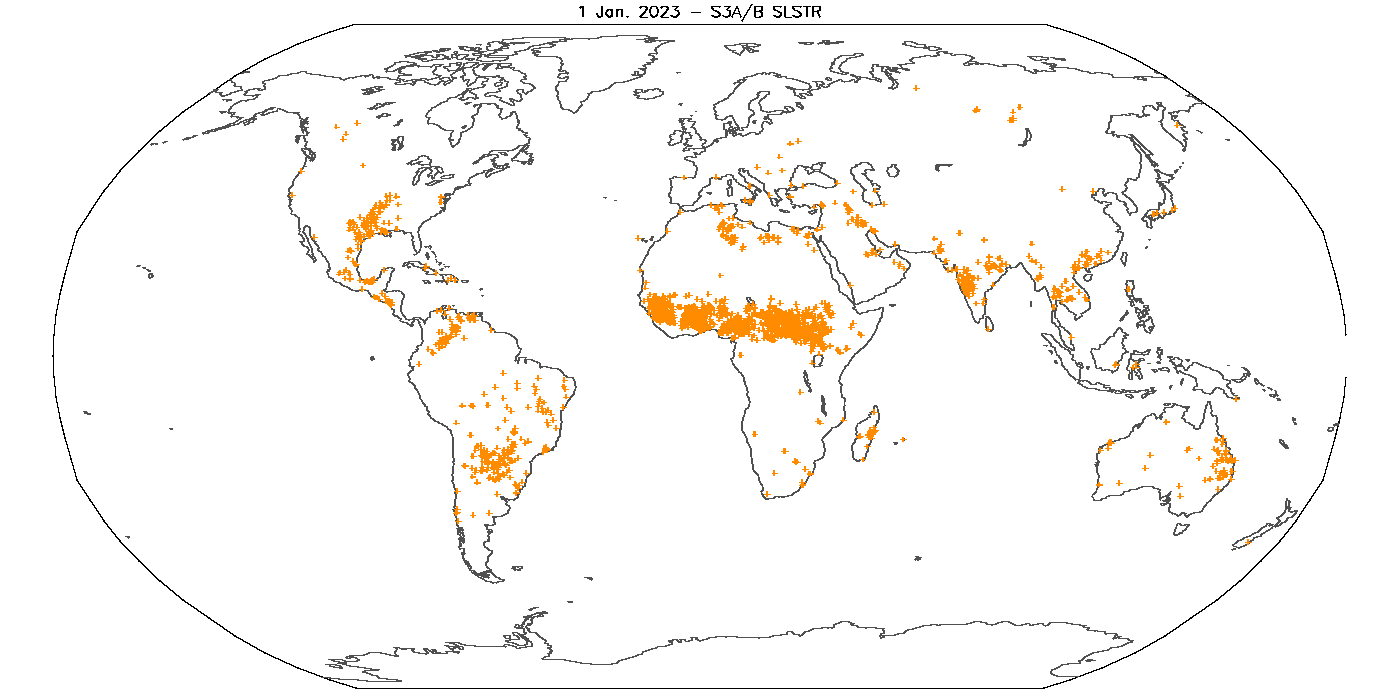 1 Jan. 2023 - S3A/B SLSTR